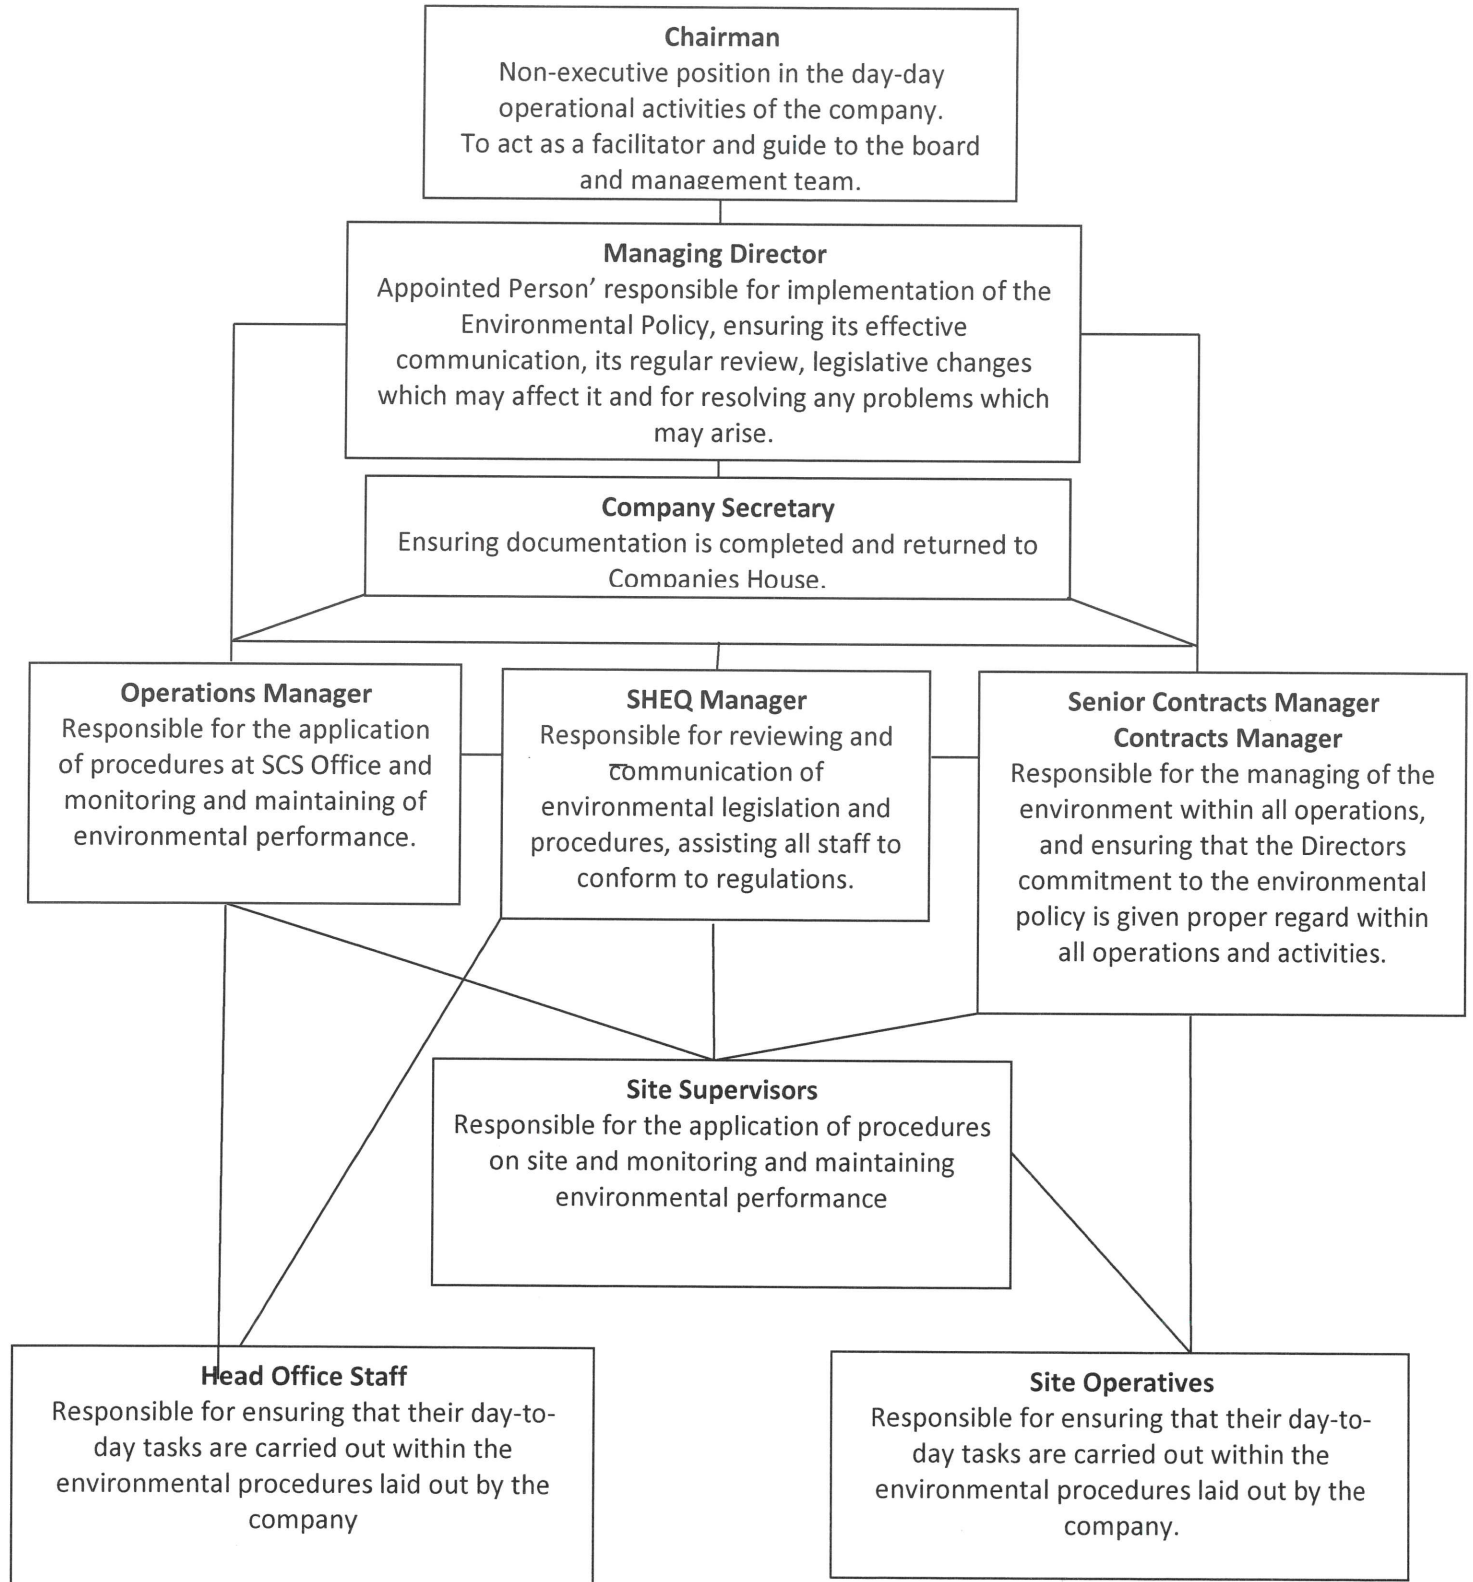 Chairman
Non-executive position in the day-day
operational activities of the company.
To act as a facilitator and guide to the board
and management team.
Managing Director
Appointed Person’ responsible for implementation of the
Environmental Policy, ensuring its effective
communication, its regular review, legislative changes
which may affect it and for resolving any problems which
may arise.
Company Secretary
Ensuring documentation is completed and returned to
Companies House.
Operations Manager
Responsible for the application
of procedures at SCS Office and
monitoring and maintaining of
environmental performance.
SHEQ Manager
Responsible for reviewing and
communication of
environmental legislation and
procedures, assisting all staff to
conform to regulations.
Senior Contracts Manager
Contracts Manager
Responsible for the managing of the
environment within all operations,
and ensuring that the Directors
commitment to the environmental
policy is given proper regard within
all operations and activities.
Site Supervisors
Responsible for the application of procedures
on site and monitoring and maintaining
environmental performance
Head Office Staff
Responsible for ensuring that their day-to-
day tasks are carried out within the
environmental procedures laid out by the
company
Site Operatives
Responsible for ensuring that their day-to-
day tasks are carried out within the
environmental procedures laid out by the
company.